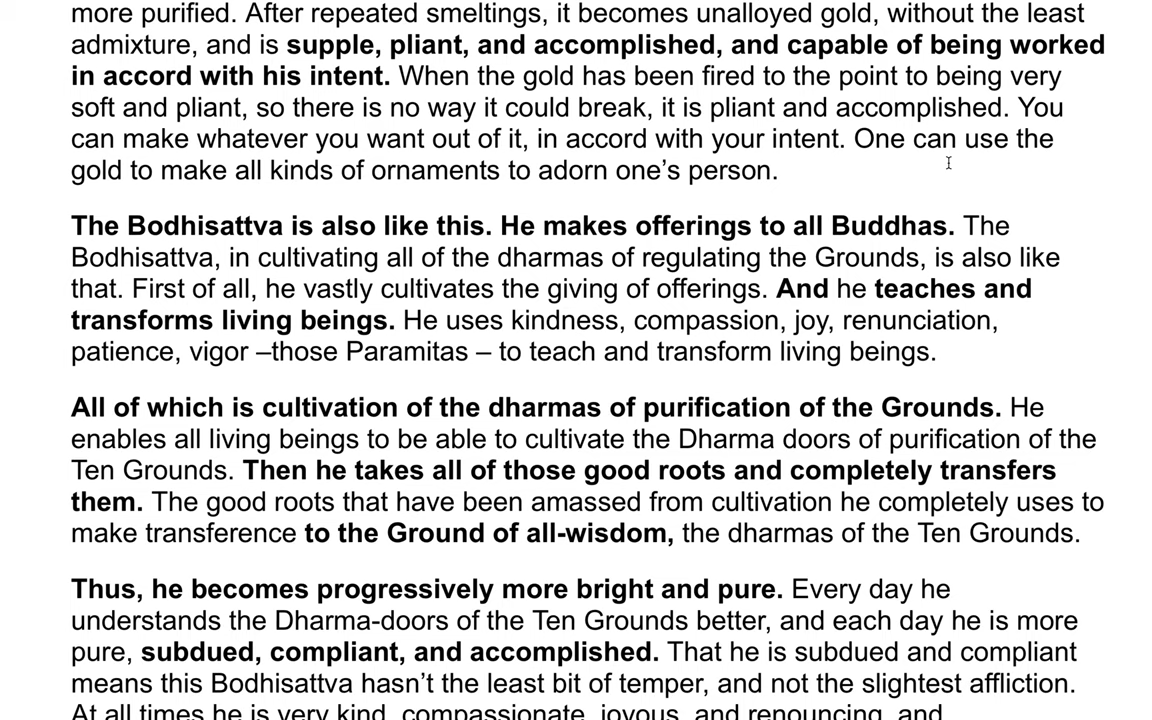 more purified. After repeated smeltings, it becomes unalloyed gold, without the least
admixture, and is supple, pliant, and accomplished, and capable of being worked
in accord with his intent. When the gold has been fired to the point to being very
soft and pliant, so there is no way it could break, it is pliant and accomplished. You
can make whatever you want out of it, in accord with your intent. One can use the
gold to make all kinds of ornaments to adorn one’s person.
The Bodhisattva is also like this. He makes offerings to all Buddhas. The
Bodhisattva, in cultivating all of the dharmas of regulating the Grounds, is also like
that. First of all, he vastly cultivates the giving of offerings. And he teaches and
transforms living beings. He uses kindness, compassion, joy, renunciation,
patience, vigor –those Paramitas – to teach and transform living beings.
All of which is cultivation of the dharmas of purification of the Grounds. He
enables all living beings to be able to cultivate the Dharma doors of purification of the
Ten Grounds. Then he takes all of those good roots and completely transfers
them. The good roots that have been amassed from cultivation he completely uses to
make transference to the Ground of all-wisdom, the dharmas of the Ten Grounds.
Thus, he becomes progressively more bright and pure. Every day he
understands the Dharma-doors of the Ten Grounds better, and each day he is more
pure, subdued, compliant, and accomplished. That he is subdued and compliant
means this Bodhisattva hasn’t the least bit of temper, and not the slightest affliction.
At all times he is very kind, compassionate, joyous, and renouncing, and